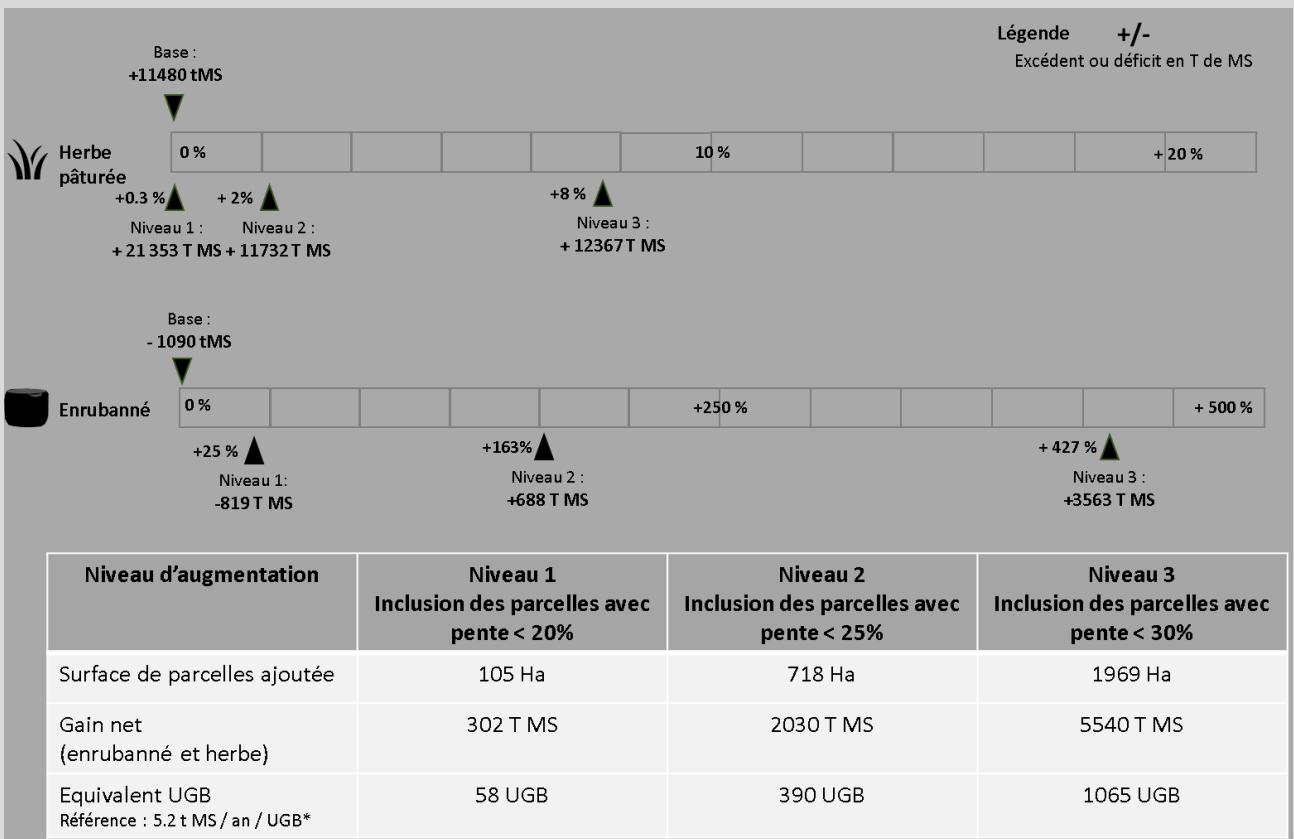 Légende +/-
Excédent ou déficit en T de MS
Base :
+11480 tMS
Herbe
pâturée
0 %
10 %
+ 20 %
+0.3 %
+ 2%
+8 %
Niveau 1 :
+ 21 353 T MS
Niveau 2 :
+ 11732 T MS
Niveau 3 :
+ 12367 T MS
Base :
- 1090 tMS
Enrubanné
0 %
+250 %
+ 500 %
+25 %
+163%
+ 427 %
Niveau 1:
-819 T MS
Niveau 2 :
+688 T MS
Niveau 3 :
+3563 T MS
Niveau d’augmentation
Niveau 1
Inclusion des parcelles avec
pente < 20%
Niveau 2
Inclusion des parcelles avec
pente < 25%
Niveau 3
Inclusion des parcelles avec
pente < 30%
Surface de parcelles ajoutée
105 Ha
718 Ha
1969 Ha
Gain net
(enrubanné et herbe)
302 T MS
2030 T MS
5540 T MS
Equivalent UGB
Référence : 5.2 t MS / an / UGB*
58 UGB
390 UGB
1065 UGB